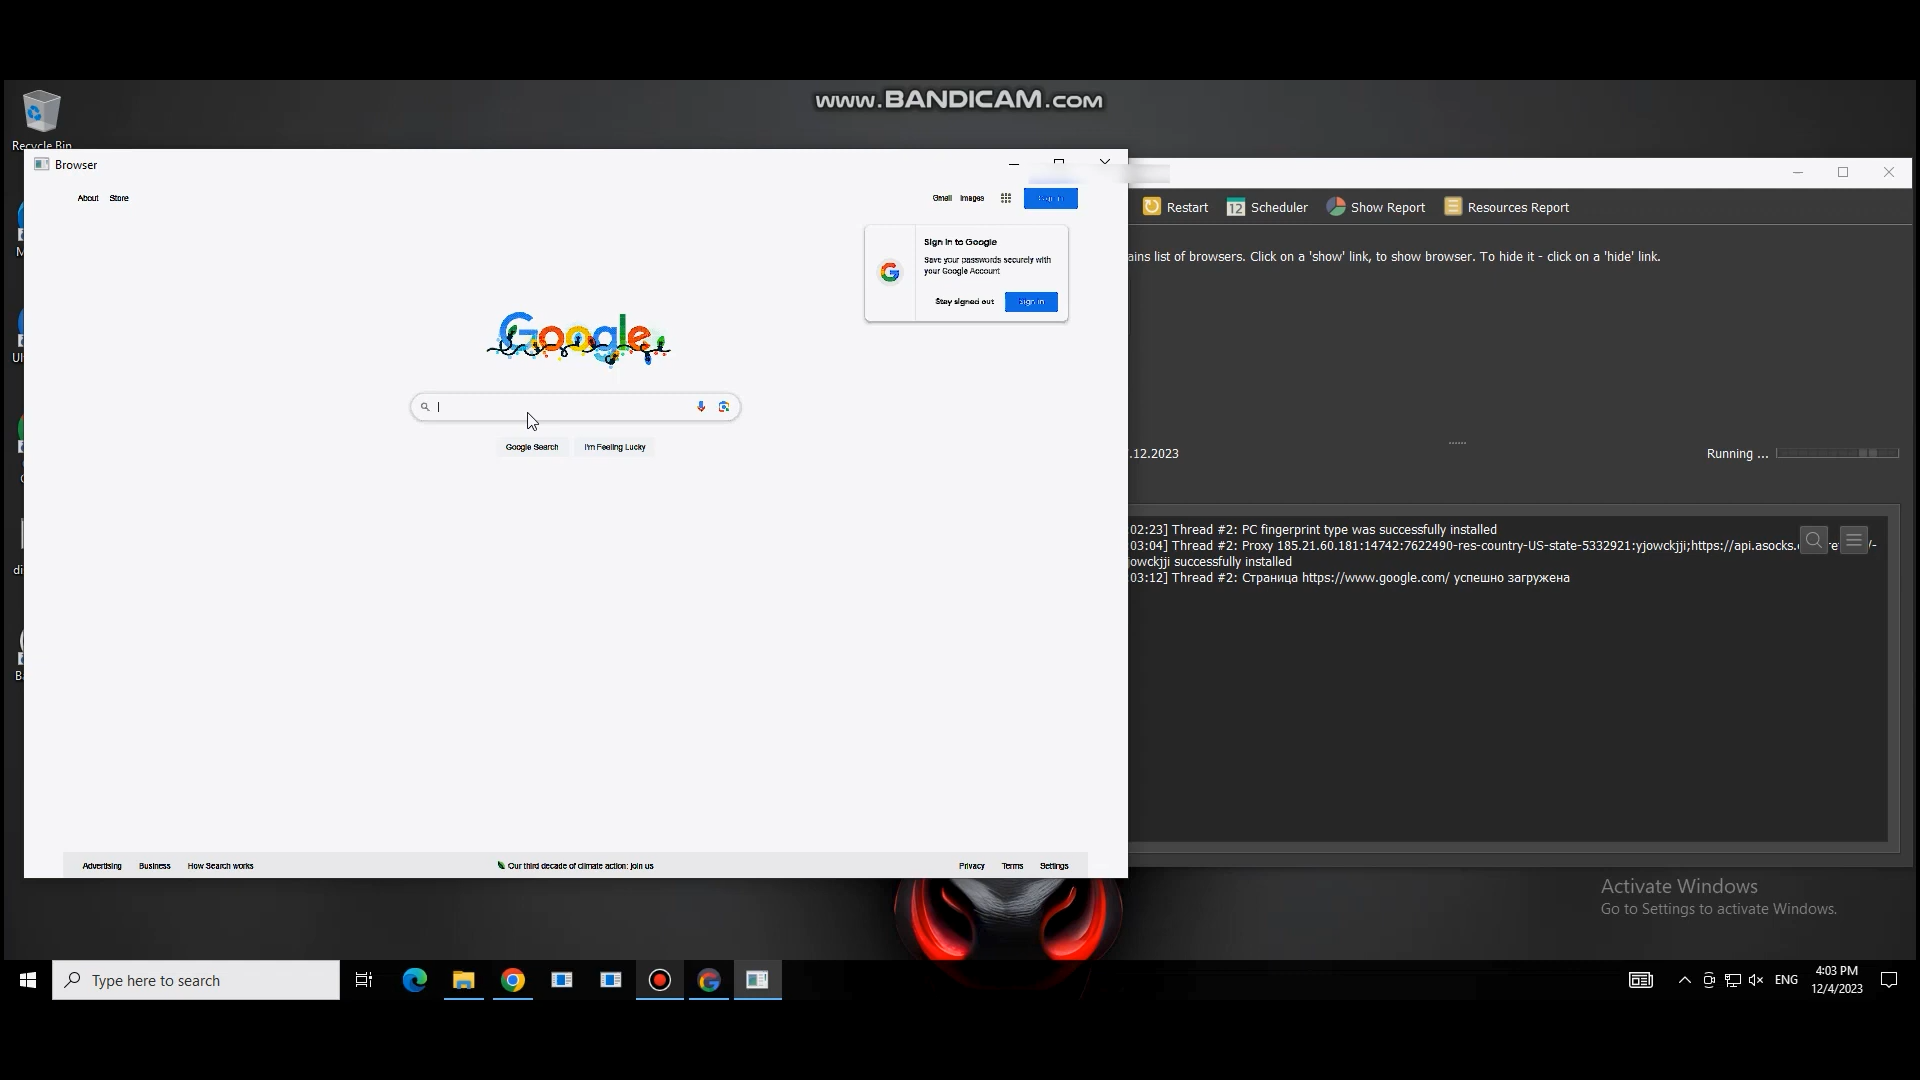 www.BANDICAM.com
Recycle Bin
Browser
About Store
Gmail Images
Sign in
Sign in to Google
Save your passwords securely with
your Google Account
Stay signed out Sign in
Google
Google Search I'm Feeling Lucky
Advertising Business How Search works
Our third decade of climate action: join us
Privacy Terms Settings
Restart 12 Scheduler Show Report Resources Report
ains list of browsers. Click on a 'show' link, to show browser. To hide it - click on a 'hide' link.
.12.2023
Running ...
02:23] Thread #2: PC fingerprint type was successfully installed
03:04] Thread #2: Proxy 185.21.60.181:14742:7622490-res-country-US-state-5332921:yjowckjji;https://api.asocks.
jowckjji successfully installed
03:12] Thread #2: Страница https://www.google.com/ успешно загружена
Activate Windows
Go to Settings to activate Windows.
Type here to search
ENG
4:03 PM
12/4/2023